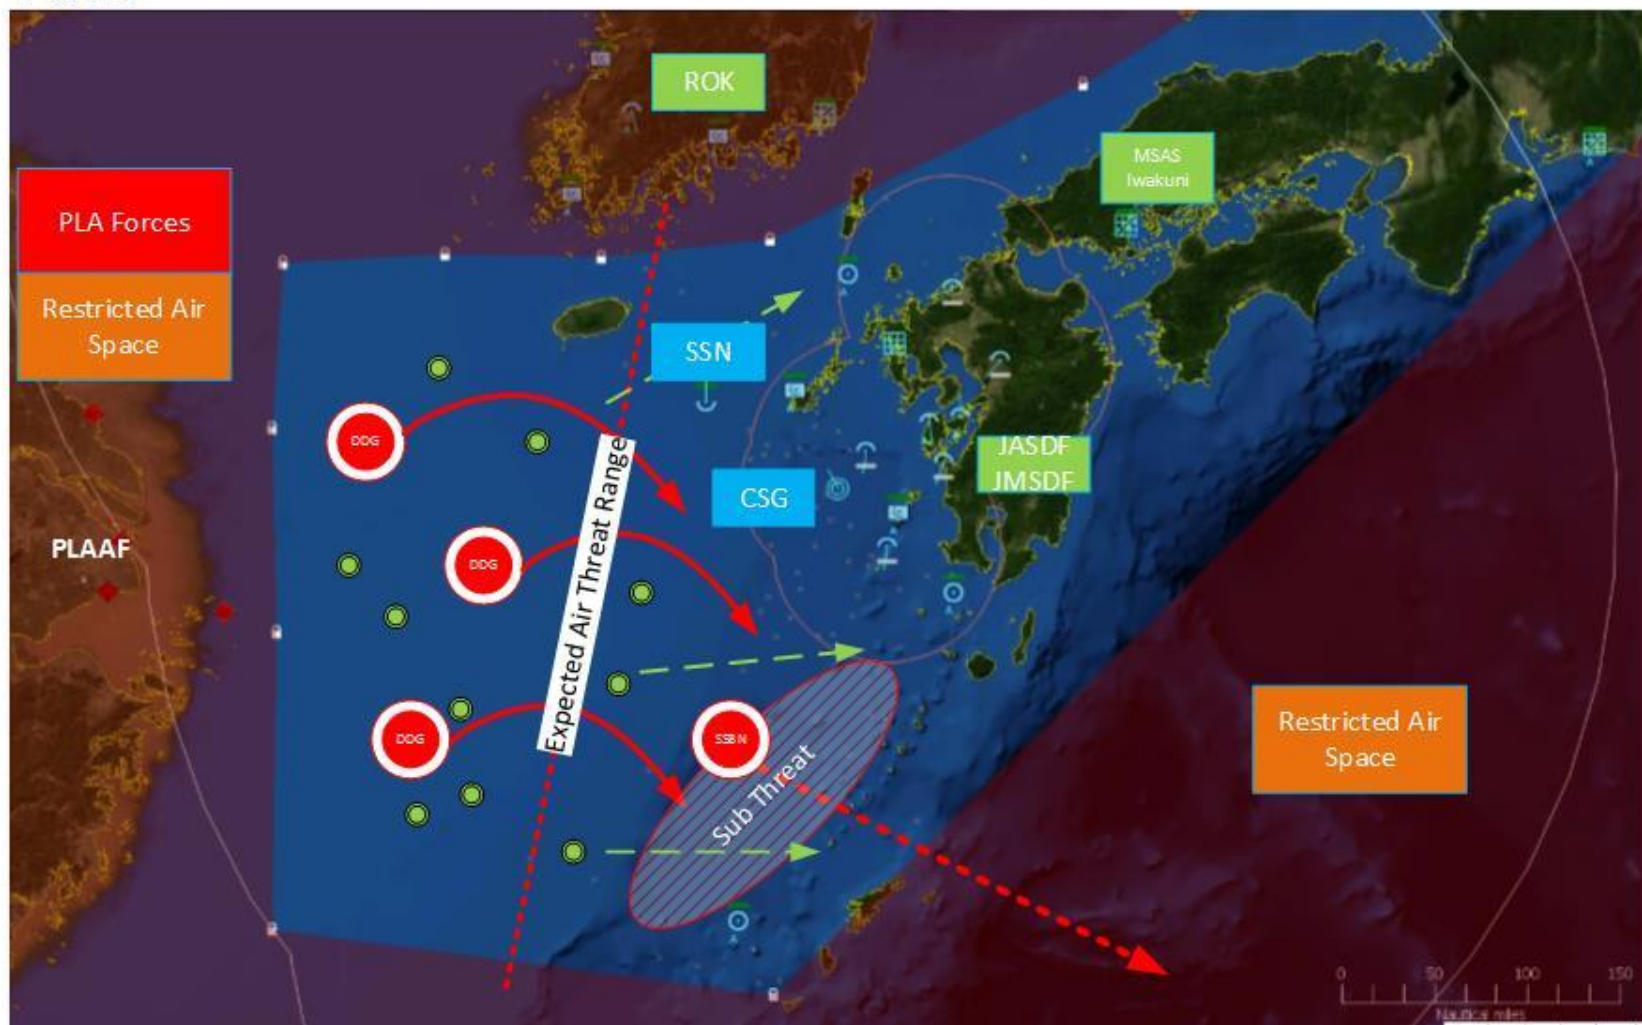 ROK
MSAS
Iwakuni
PLA Forces
Restricted Air
Space
SSN
DDG
JASDF
JMSDF
CSG
Expected Air Threat Range
PLAAF
DDG
DDG
SSBN
Sub Threat
Restricted Air
Space
0 50 100 150
Nautical miles